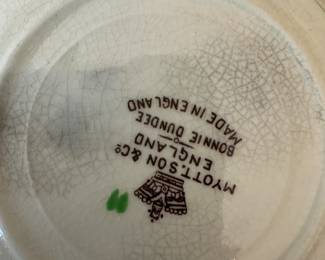 MYOTT.SON & Co
ENGLAND
BONNIE DUNDEE
MADE IN ENGLAND